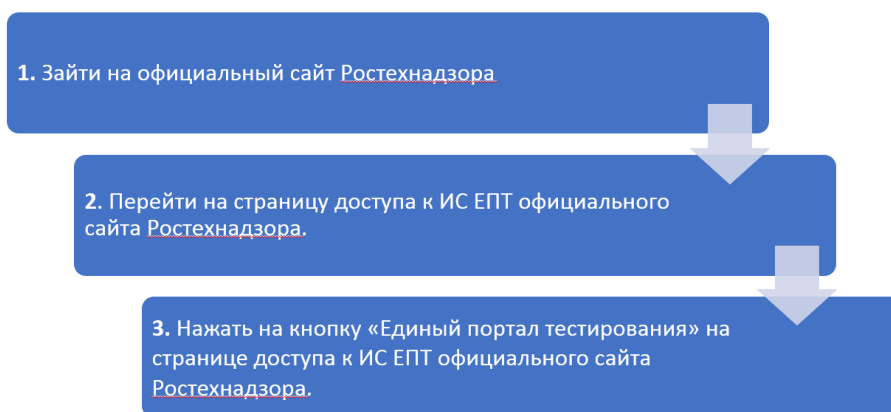 1. Зайти на официальный сайт Ростехнадзора
2. Перейти на страницу доступа к ИС ЕПТ официального
сайта Ростехнадзора.
3. Нажать на кнопку «Единый портал тестирования» на
странице доступа к ИС ЕПТ официального сайта
Ростехнадзора.